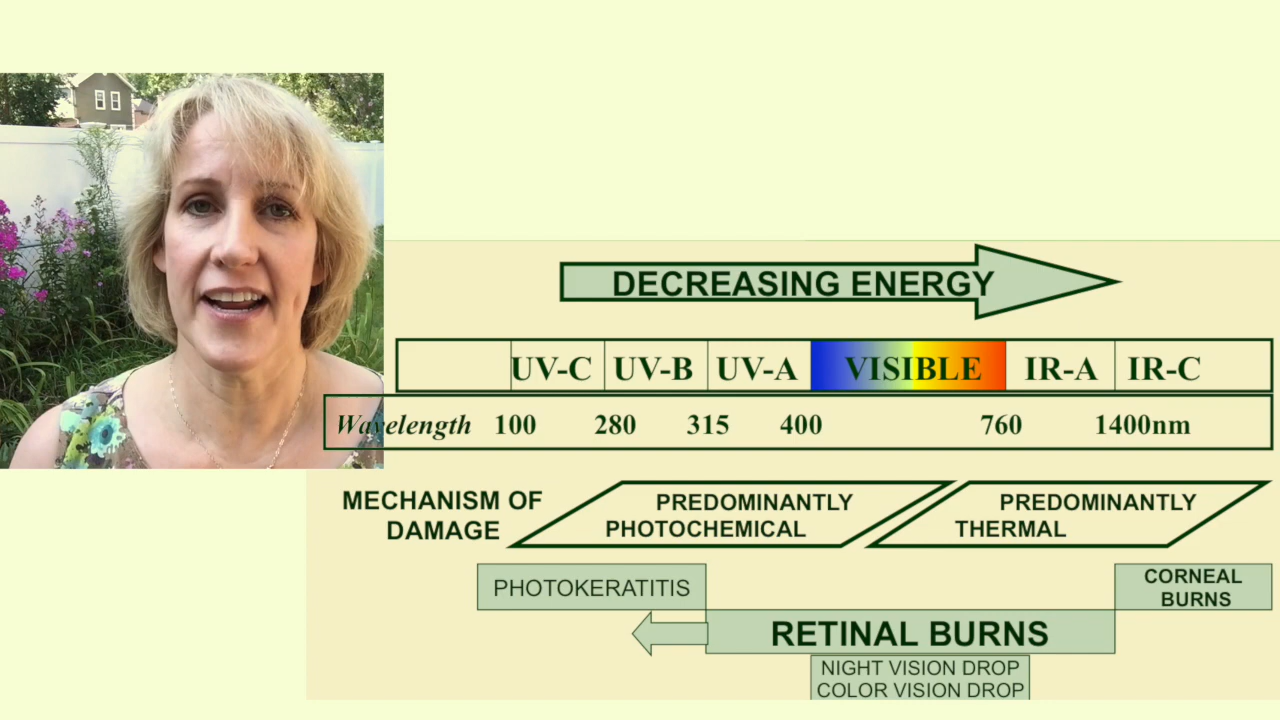 DECREASING ENERGY
UV-C UV-B UV-A VISIBLE IR-A IR-C
Wavelength 100 280 315 400 760 1400nm
MECHANISM OF
DAMAGE
PREDOMINANTLY
PHOTOCHEMICAL
PREDOMINANTLY
THERMAL
PHOTOKERATITIS
CORNEAL
BURNS
RETINAL BURNS
NIGHT VISION DROP
COLOR VISION DROP